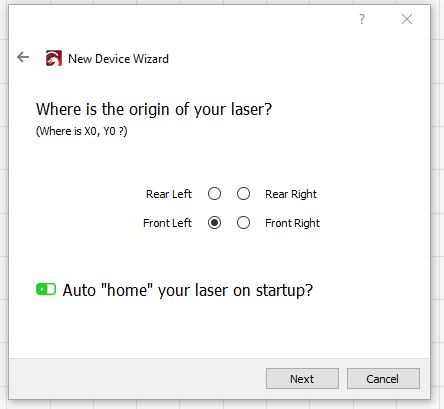 ?
New Device Wizard
Where is the origin of your laser?
(Where is X0, Y0 ?)
Rear Left Rear Right
Front Left Front Right
Auto "home" your laser on startup?
Next Cancel